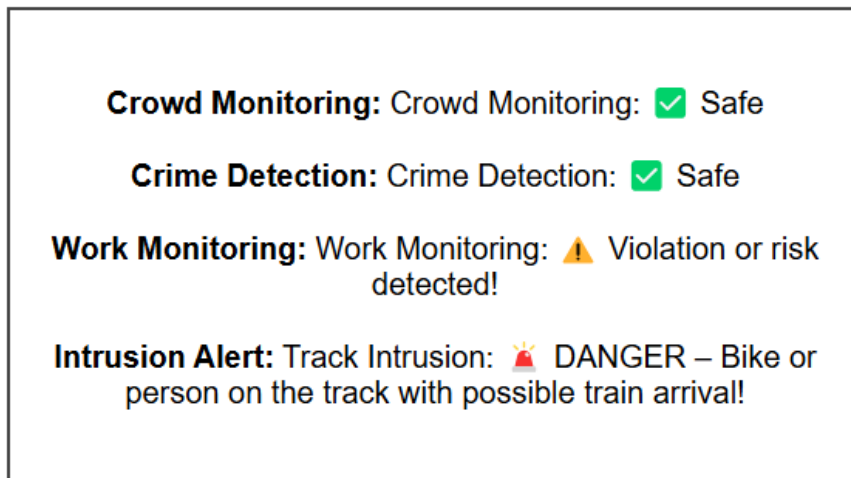 Crowd Monitoring: Crowd Monitoring: ✅ Safe
Crime Detection: Crime Detection: ✅ Safe
Work Monitoring: Work Monitoring: ⚠️ Violation or risk
detected!
Intrusion Alert: Track Intrusion: 🚨 DANGER – Bike or
person on the track with possible train arrival!